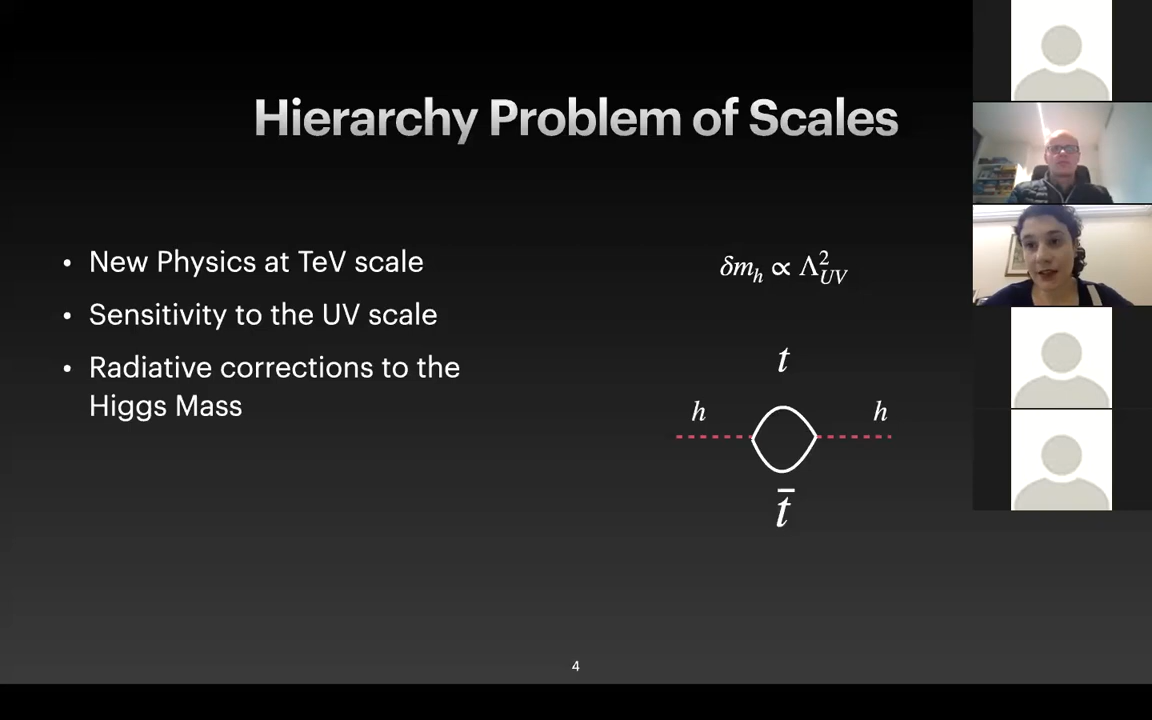 Hierarchy Problem of Scales
• New Physics at TeV scale
• Sensitivity to the UV scale
• Radiative corrections to the
Higgs Mass
δmₕ ∝ Λ²_UV
t
h h
t̅
4